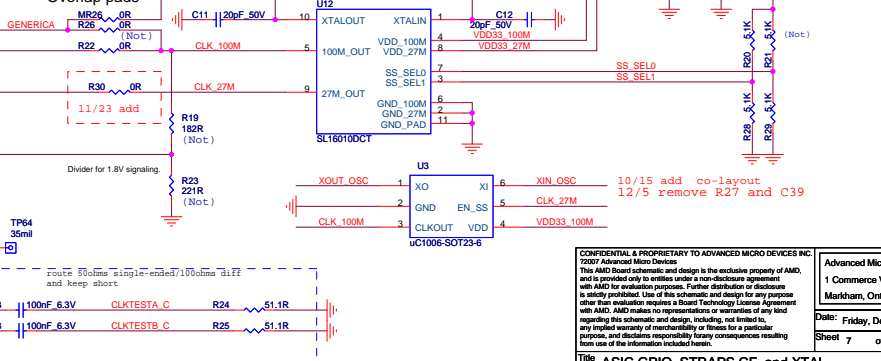 Overlap pads
MR26 0R
GENERICA R26 0R
(Not)
R22 0R CLK_100M
R30 0R CLK_27M
11/23 add
R19
182R
(Not)
Divider for 1.8V signaling.
R23
221R
(Not)
TP64
35mil
C11 20pF_50V
U12
10 XTALOUT XTALIN 1
5 100M_OUT VDD_100M 4
VDD_27M 8
SS_SEL0 7
SS_SEL1 3
9 27M_OUT
GND_100M 6
GND_27M 2
GND_PAD 11
SL16010DCT
C12
20pF_50V
VDD33_100M
VDD33_27M
SS_SEL0
SS_SEL1
R20 5.1K
R21 5.1K
(Not)
R28 5.1K
R29 5.1K
U3
XOUT_OSC 1 XO XI 6 XIN_OSC
2 GND EN_SS 5 CLK_27M
CLK_100M 3 CLKOUT VDD 4 VDD33_100M
uC1006-SOT23-6
10/15 add co-layout
12/5 remove R27 and C39
route 50ohms single-ended/100ohms diff
and keep short
100nF_6.3V CLKTESTA_C R24 51.1R
100nF_6.3V CLKTESTB_C R25 51.1R
CONFIDENTIAL & PROPRIETARY TO ADVANCED MICRO DEVICES INC.
?2007 Advanced Micro Devices
This AMD Board schematic and design is the exclusive property of AMD,
and is provided only to entities under a non-disclosure agreement
with AMD for evaluation purposes. Further distribution or disclosure
is strictly prohibited. Use of this schematic and design for any purpose
other than evaluation requires a Board Technology License Agreement
with AMD. AMD makes no representations or warranties of any kind
regarding this schematic and design, including, not limited to,
any implied warranty of merchantibility or fitness for a particular
purpose, and disclaims responsibility forany consequences resulting
from use of the information included herein.
Advanced Mic
1 Commerce V
Markham, Ont
Date: Friday, De
Sheet 7 o
Title ASIC GPIO, STRAPS CF, and XTAL